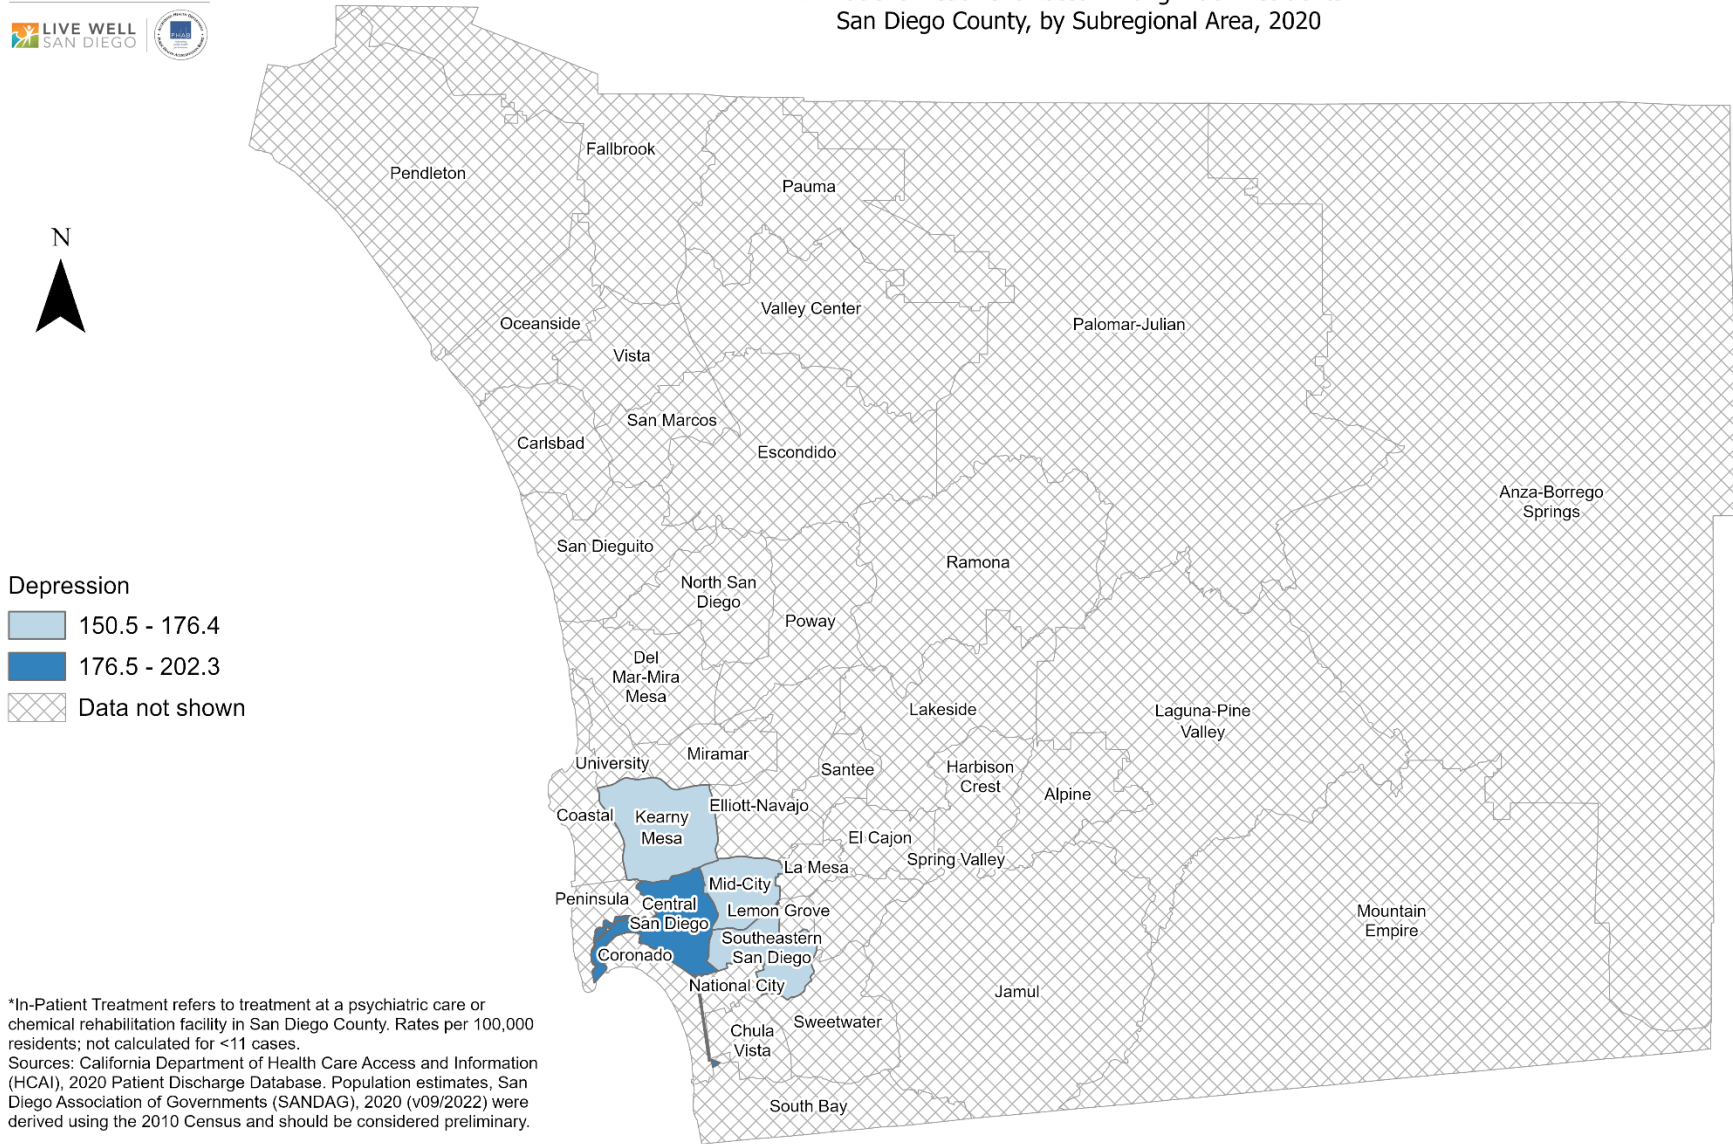 LIVE WELL
SAN DIEGO
PHAB
San Diego County, by Subregional Area, 2020
Fallbrook
Pendleton
Pauma
N
Valley Center
Oceanside
Palomar-Julian
Vista
San Marcos
Carlsbad
Escondido
Anza-Borrego
Springs
San Dieguito
Ramona
North San
Diego
Depression
150.5 - 176.4
176.5 - 202.3
Data not shown
Poway
Del
Mar-Mira
Mesa
Lakeside
Laguna-Pine
Valley
Miramar
University
Santee
Harbison
Crest
Alpine
Elliott-Navajo
Coastal
Kearny
Mesa
El Cajon
Spring Valley
La Mesa
Mid-City
Peninsula
Central
San Diego
Lemon Grove
Mountain
Empire
Southeastern
San Diego
Coronado
National City
Jamul
Sweetwater
Chula
Vista
South Bay
*In-Patient Treatment refers to treatment at a psychiatric care or
chemical rehabilitation facility in San Diego County. Rates per 100,000
residents; not calculated for <11 cases.
Sources: California Department of Health Care Access and Information
(HCAI), 2020 Patient Discharge Database. Population estimates, San
Diego Association of Governments (SANDAG), 2020 (v09/2022) were
derived using the 2010 Census and should be considered preliminary.